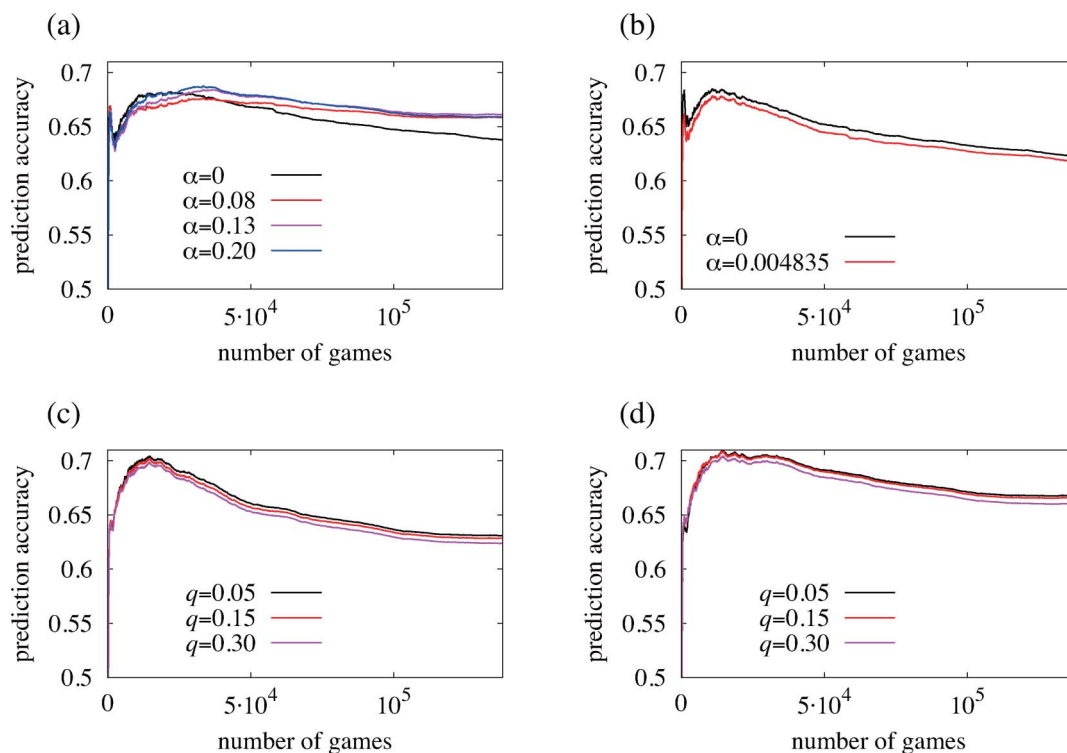 (a)
prediction accuracy
0.7
0.65
0.6
0.55
0.5
α=0
α=0.08
α=0.13
α=0.20
0
5·10⁴
10⁵
number of games
(b)
prediction accuracy
0.7
0.65
0.6
0.55
0.5
α=0
α=0.004835
0
5·10⁴
10⁵
number of games
(c)
prediction accuracy
0.7
0.65
0.6
0.55
0.5
q=0.05
q=0.15
q=0.30
0
5·10⁴
10⁵
number of games
(d)
prediction accuracy
0.7
0.65
0.6
0.55
0.5
q=0.05
q=0.15
q=0.30
0
5·10⁴
10⁵
number of games